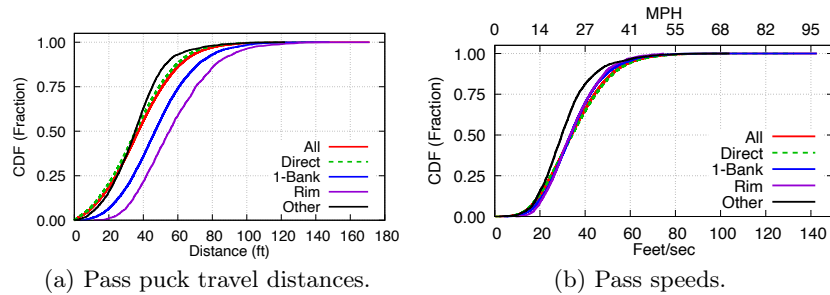 1.00
0.75
0.50
0.25
0.00
CDF (Fraction)
All
Direct
1-Bank
Rim
Other
0 20 40 60 80 100 120 140 160 180
Distance (ft)
(a) Pass puck travel distances.
MPH
0 14 27 41 55 68 82 95
1.00
0.75
0.50
0.25
0.00
CDF (Fraction)
All
Direct
1-Bank
Rim
Other
0 20 40 60 80 100 120 140
Feet/sec
(b) Pass speeds.